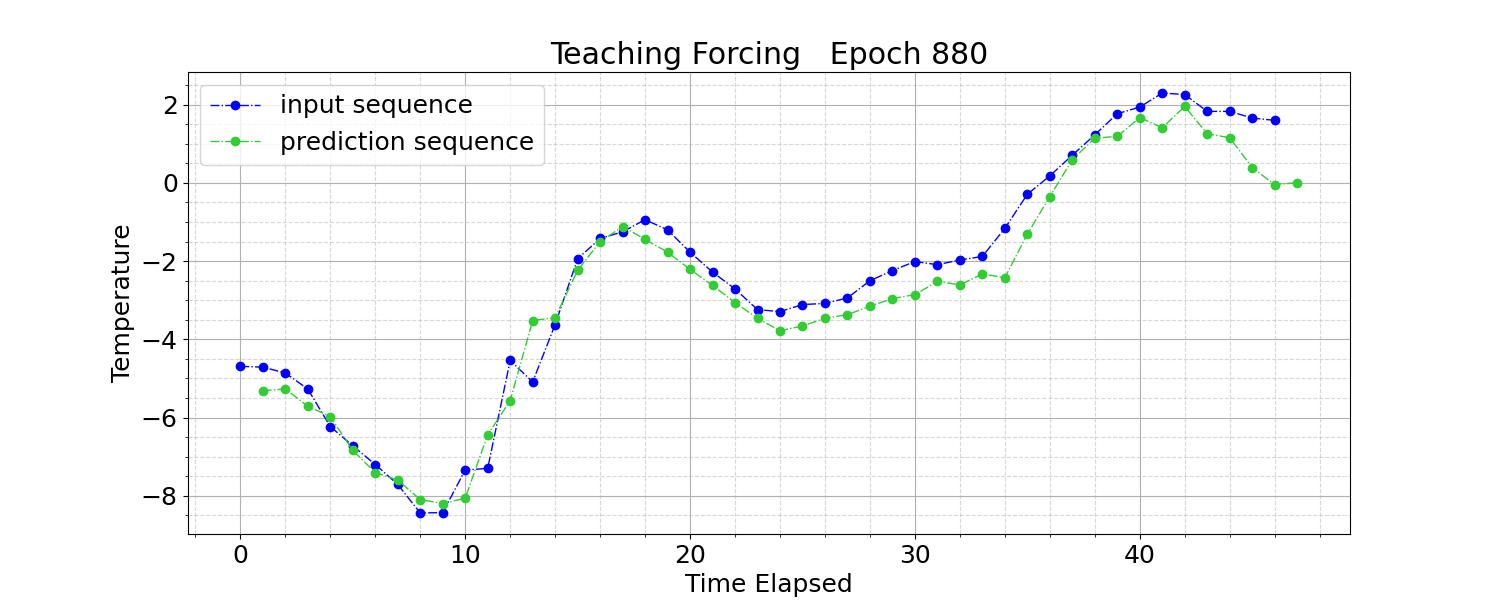 Teaching Forcing   Epoch 880
input sequence
prediction sequence
2
0
−2
−4
−6
−8
Temperature
0 10 20 30 40
Time Elapsed